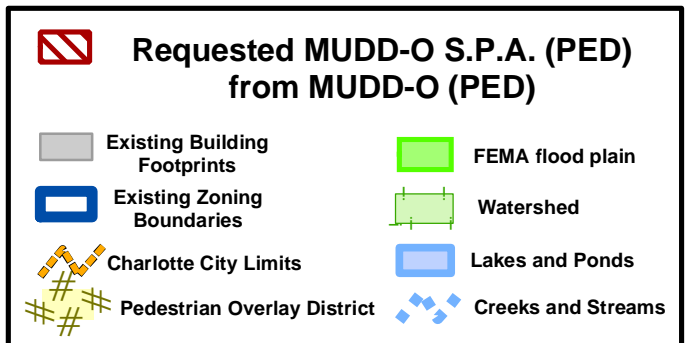 Requested MUDD-O S.P.A. (PED)
from MUDD-O (PED)
Existing Building
Footprints
Existing Zoning
Boundaries
Charlotte City Limits
Pedestrian Overlay District
FEMA flood plain
Watershed
Lakes and Ponds
Creeks and Streams